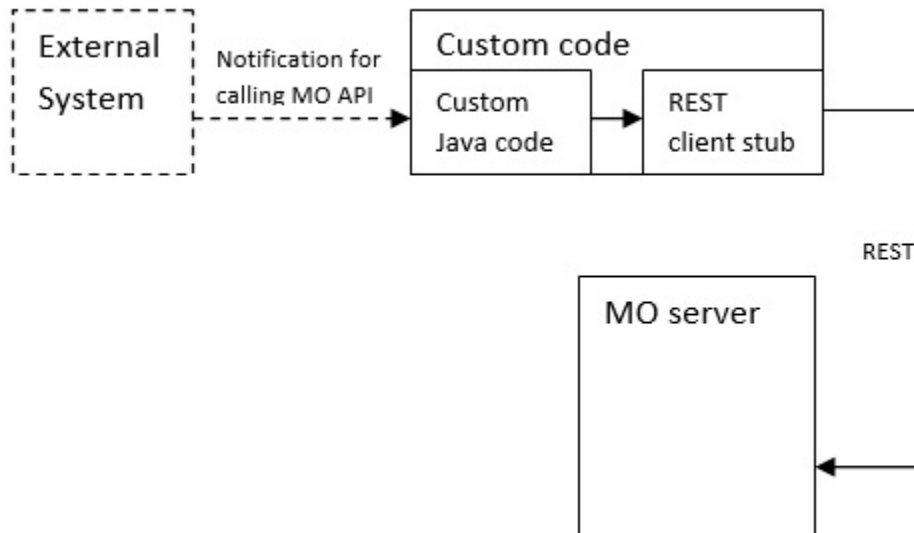 External
System
Notification for
calling MO API
Custom code
Custom
Java code
REST
client stub
REST
MO server